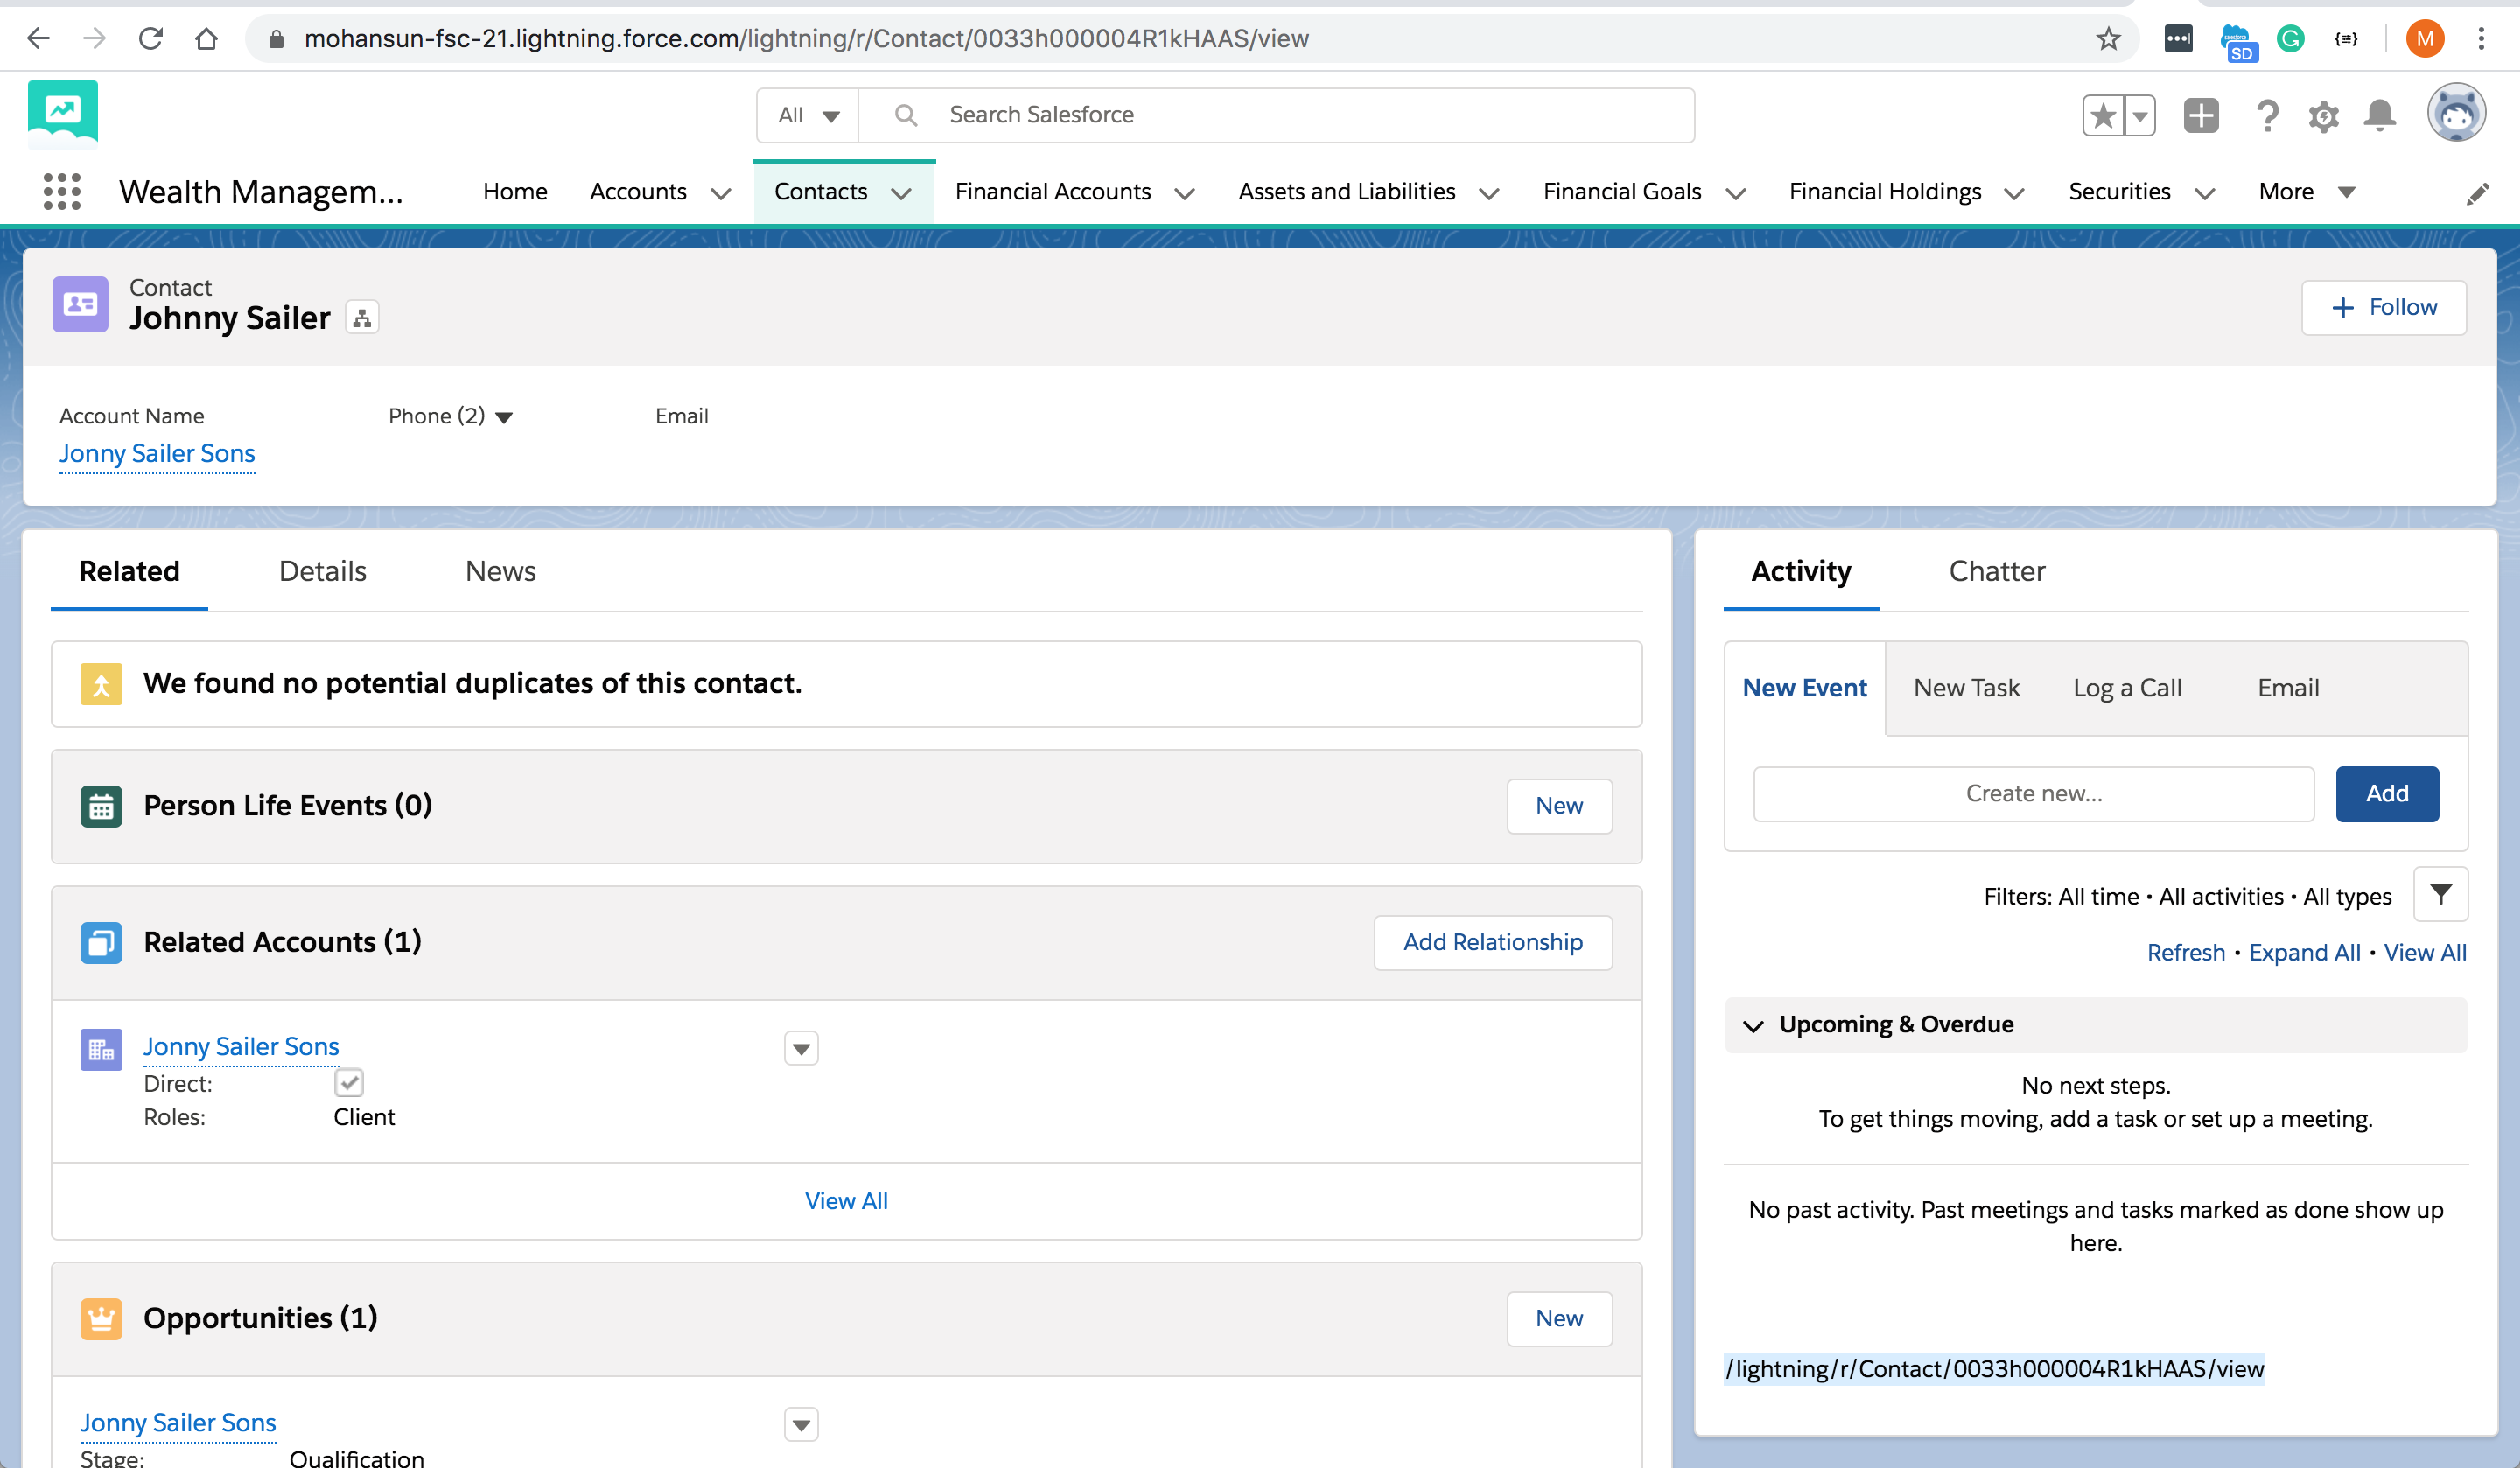 mohansun-fsc-21.lightning.force.com/lightning/r/Contact/0033h000004R1kHAAS/view
SD
G
M
All
Search Salesforce
Wealth Managem...
Home
Accounts
Contacts
Financial Accounts
Assets and Liabilities
Financial Goals
Financial Holdings
Securities
More
Contact
Johnny Sailer
Follow
Account Name
Phone (2)
Email
Jonny Sailer Sons
Related
Details
News
We found no potential duplicates of this contact.
Person Life Events (0)
New
Related Accounts (1)
Add Relationship
Jonny Sailer Sons
Direct:
Roles: Client
View All
Opportunities (1)
New
Jonny Sailer Sons
Stage: Qualification
Activity
Chatter
New Event
New Task
Log a Call
Email
Create new...
Add
Filters: All time • All activities • All types
Refresh • Expand All • View All
Upcoming & Overdue
No next steps.
To get things moving, add a task or set up a meeting.
No past activity. Past meetings and tasks marked as done show up
here.
/lightning/r/Contact/0033h000004R1kHAAS/view